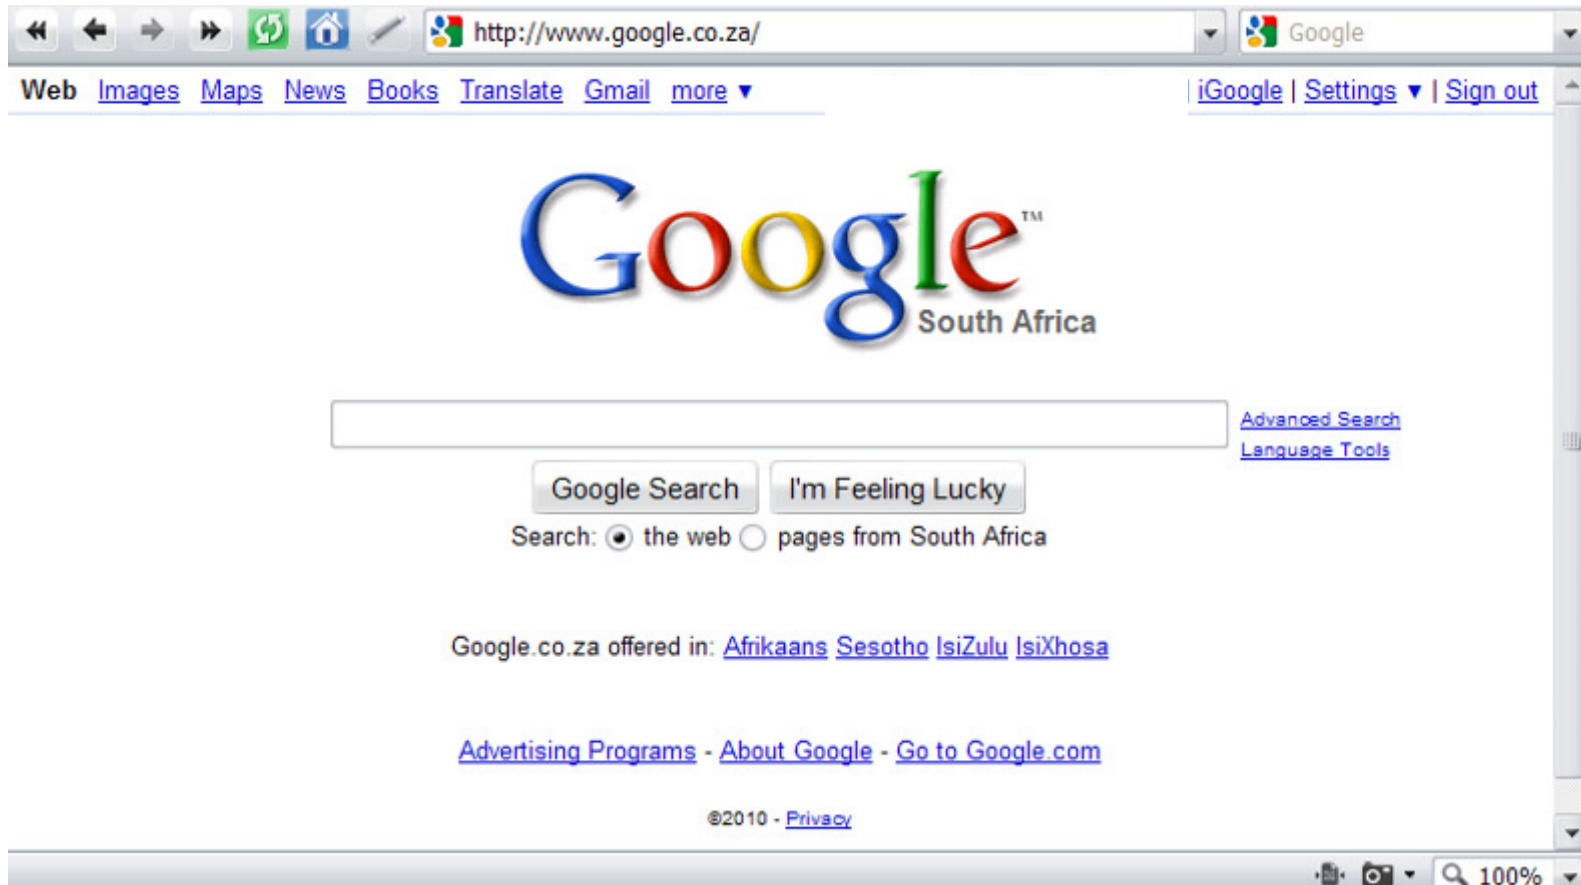 http://www.google.co.za/ Google
Web Images Maps News Books Translate Gmail more ▼ | iGoogle | Settings ▼ | Sign out
Google™
South Africa
Advanced Search
Language Tools
Google Search I'm Feeling Lucky
Search: the web pages from South Africa
Google.co.za offered in: Afrikaans Sesotho IsiZulu IsiXhosa
Advertising Programs - About Google - Go to Google.com
©2010 - Privacy
100%